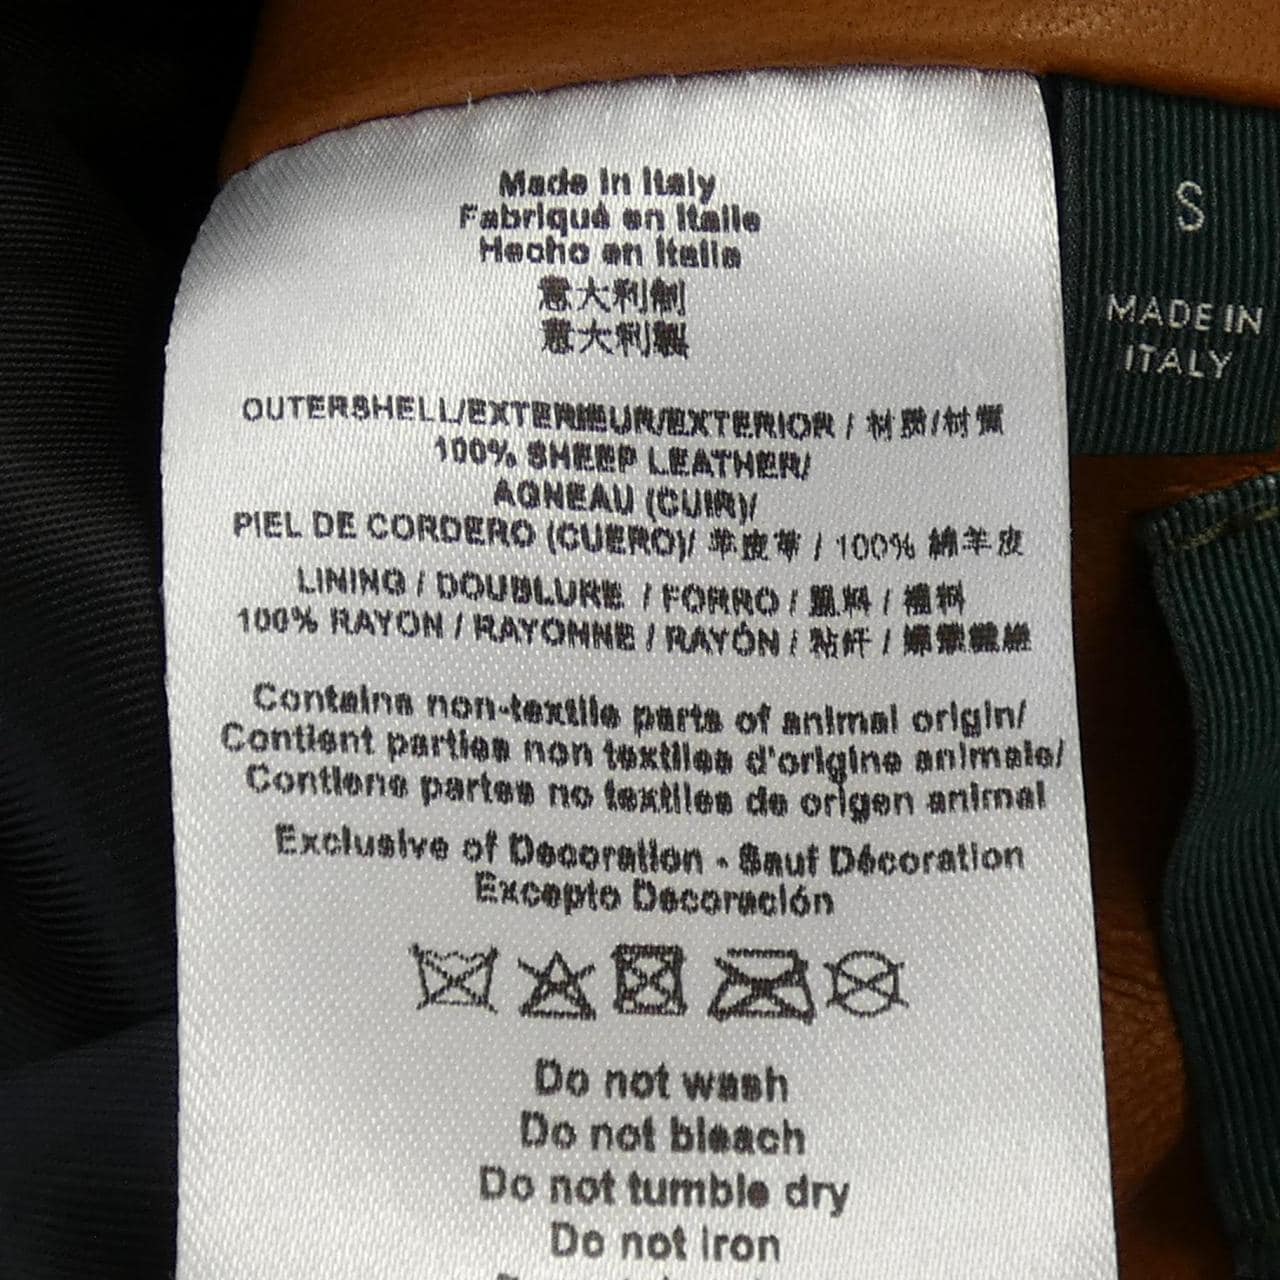 Made in Italy
Fabriqué en Italie
Hecho en Italia
意大利制
意大利製
OUTERSHELL/EXTERIEUR/EXTERIOR / 材质/材質
100% SHEEP LEATHER/
AGNEAU (CUIR)/
PIEL DE CORDERO (CUERO)/ 羊皮革 / 100% 綿羊皮
LINING / DOUBLURE / FORRO / 里料 / 裡料
100% RAYON / RAYONNE / RAYÓN / 粘纤 /
Contains non-textile parts of animal origin/
Contient parties non textiles d'origine animale/
Contiene partes no textiles de origen animal
Exclusive of Decoration - Sauf Décoration
Excepto Decoración
Do not wash
Do not bleach
Do not tumble dry
Do not iron
S
MADE IN
ITALY